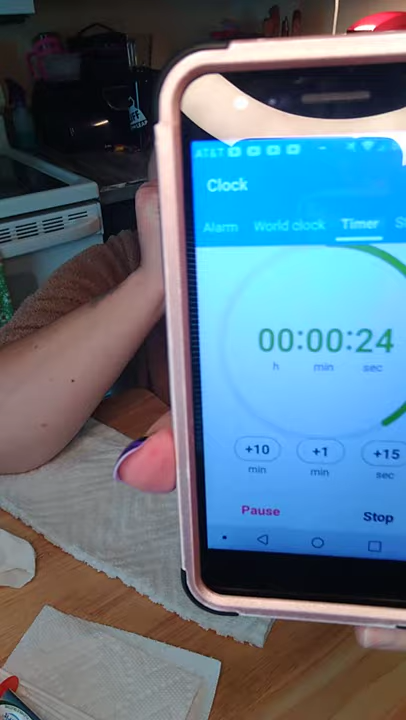 AT&T
Clock
Alarm World clock Timer S
00:00:24
h min sec
+10 +1 +15
min min sec
Pause Stop